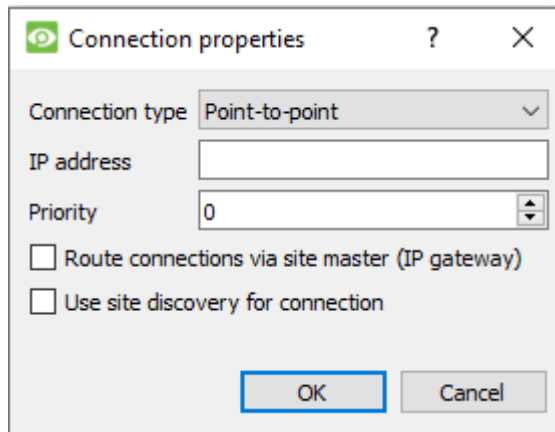 Connection properties ?
Connection type Point-to-point
IP address
Priority 0
Route connections via site master (IP gateway)
Use site discovery for connection
OK Cancel